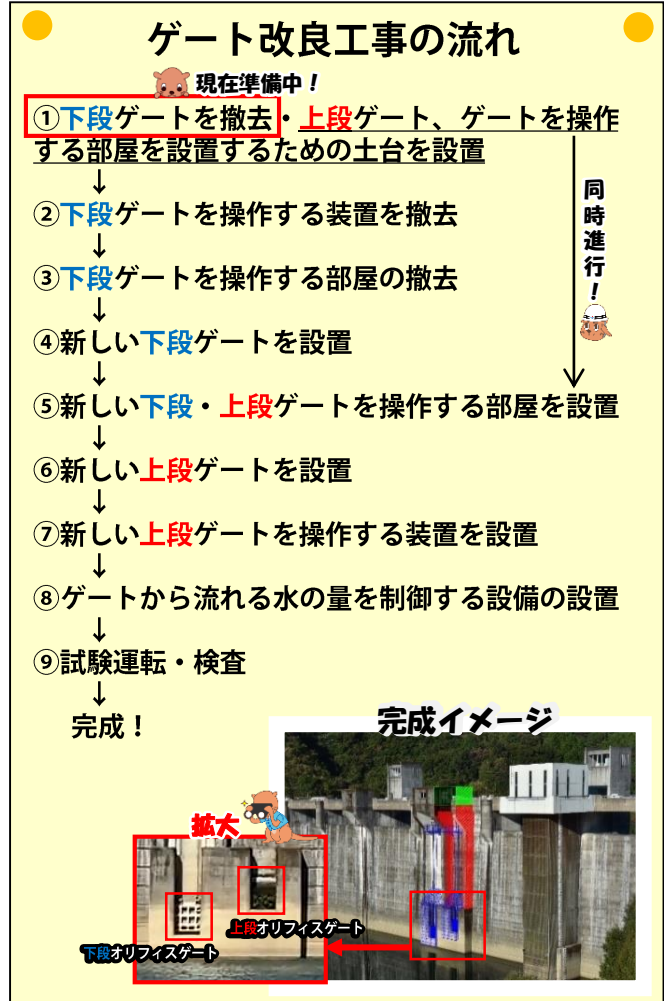 ゲート改良工事の流れ
現在準備中！
①下段ゲートを撤去・上段ゲート、ゲートを操作
する部屋を設置するための土台を設置
↓
②下段ゲートを操作する装置を撤去
↓
③下段ゲートを操作する部屋の撤去
↓
④新しい下段ゲートを設置
↓
⑤新しい下段・上段ゲートを操作する部屋を設置
↓
⑥新しい上段ゲートを設置
↓
⑦新しい上段ゲートを操作する装置を設置
↓
⑧ゲートから流れる水の量を制御する設備の設置
↓
⑨試験運転・検査
↓
完成！
同時進行！
完成イメージ
拡大
上段オリフィスゲート
下段オリフィスゲート